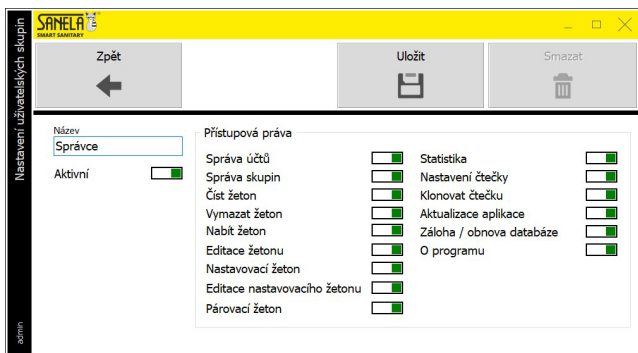 Nastavení uživatelských skupin
admin
SANELA
SMART SANITARY
Zpět
Uložit
Smazat
Název
Správce
Aktivní
Přístupová práva
Správa účtů
Správa skupin
Číst žeton
Vymazat žeton
Nabít žeton
Editace žetonu
Nastavovací žeton
Editace nastavovacího žetonu
Párovací žeton
Statistika
Nastavení čtečky
Klonovat čtečku
Aktualizace aplikace
Záloha / obnova databáze
O programu